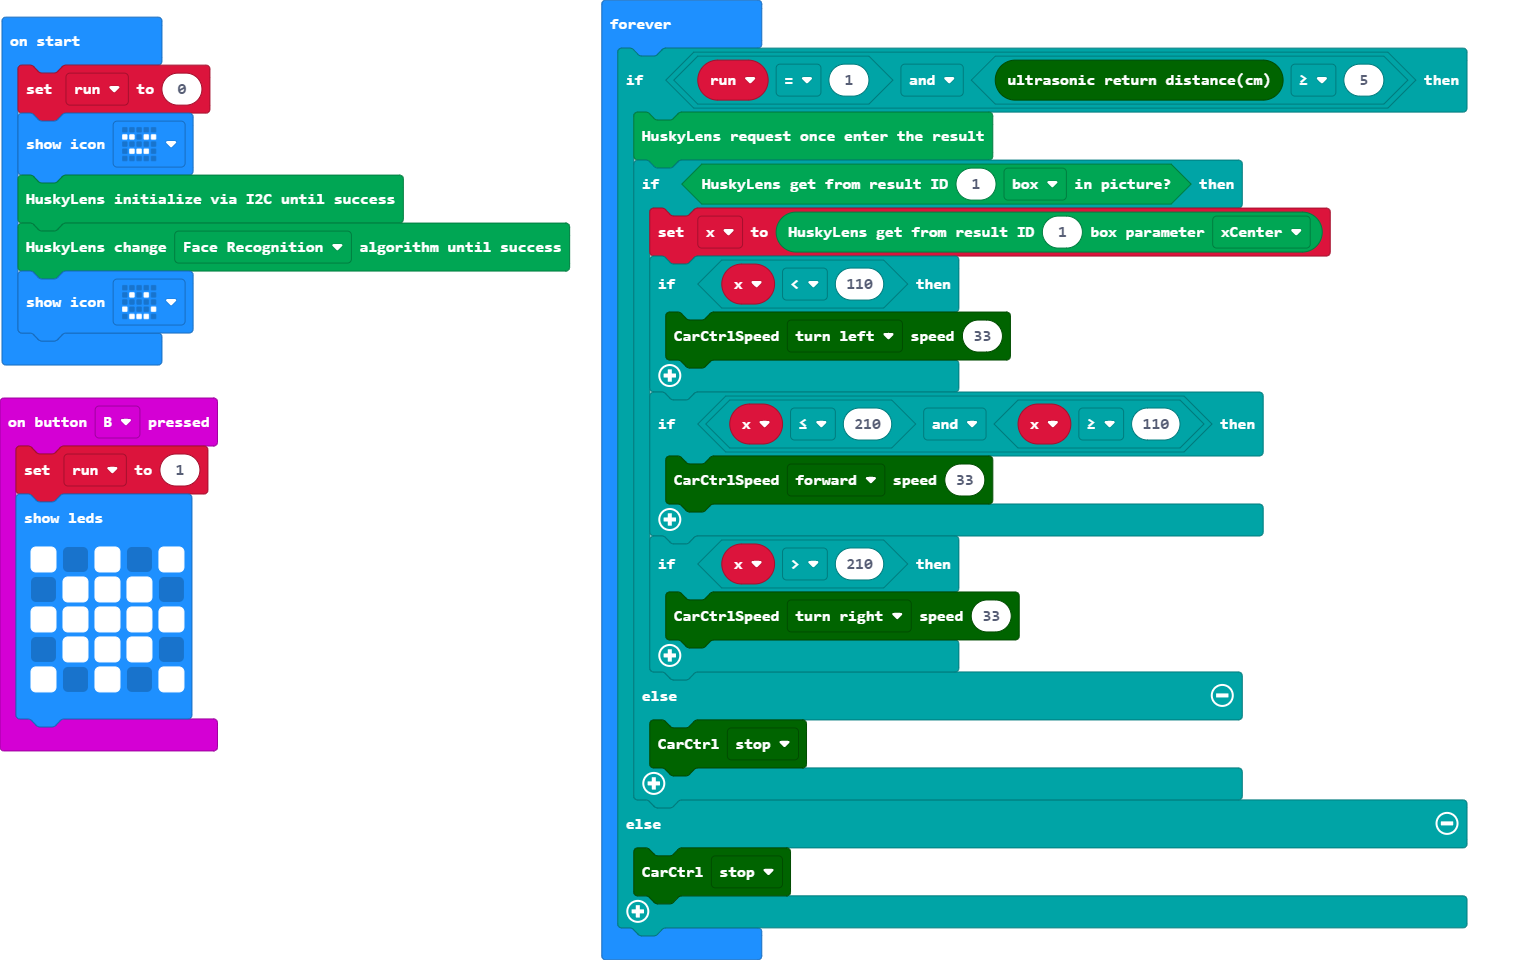 on start
set run to 0
show icon
HuskyLens initialize via I2C until success
HuskyLens change Face Recognition algorithm until success
show icon
on button B pressed
set run to 1
show leds
forever
if run = 1 and ultrasonic return distance(cm) ≥ 5 then
HuskyLens request once enter the result
if HuskyLens get from result ID 1 box in picture? then
set x to HuskyLens get from result ID 1 box parameter xCenter
if x < 110 then
CarCtrlSpeed turn left speed 33
if x ≤ 210 and x ≥ 110 then
CarCtrlSpeed forward speed 33
if x > 210 then
CarCtrlSpeed turn right speed 33
else
CarCtrl stop
else
CarCtrl stop